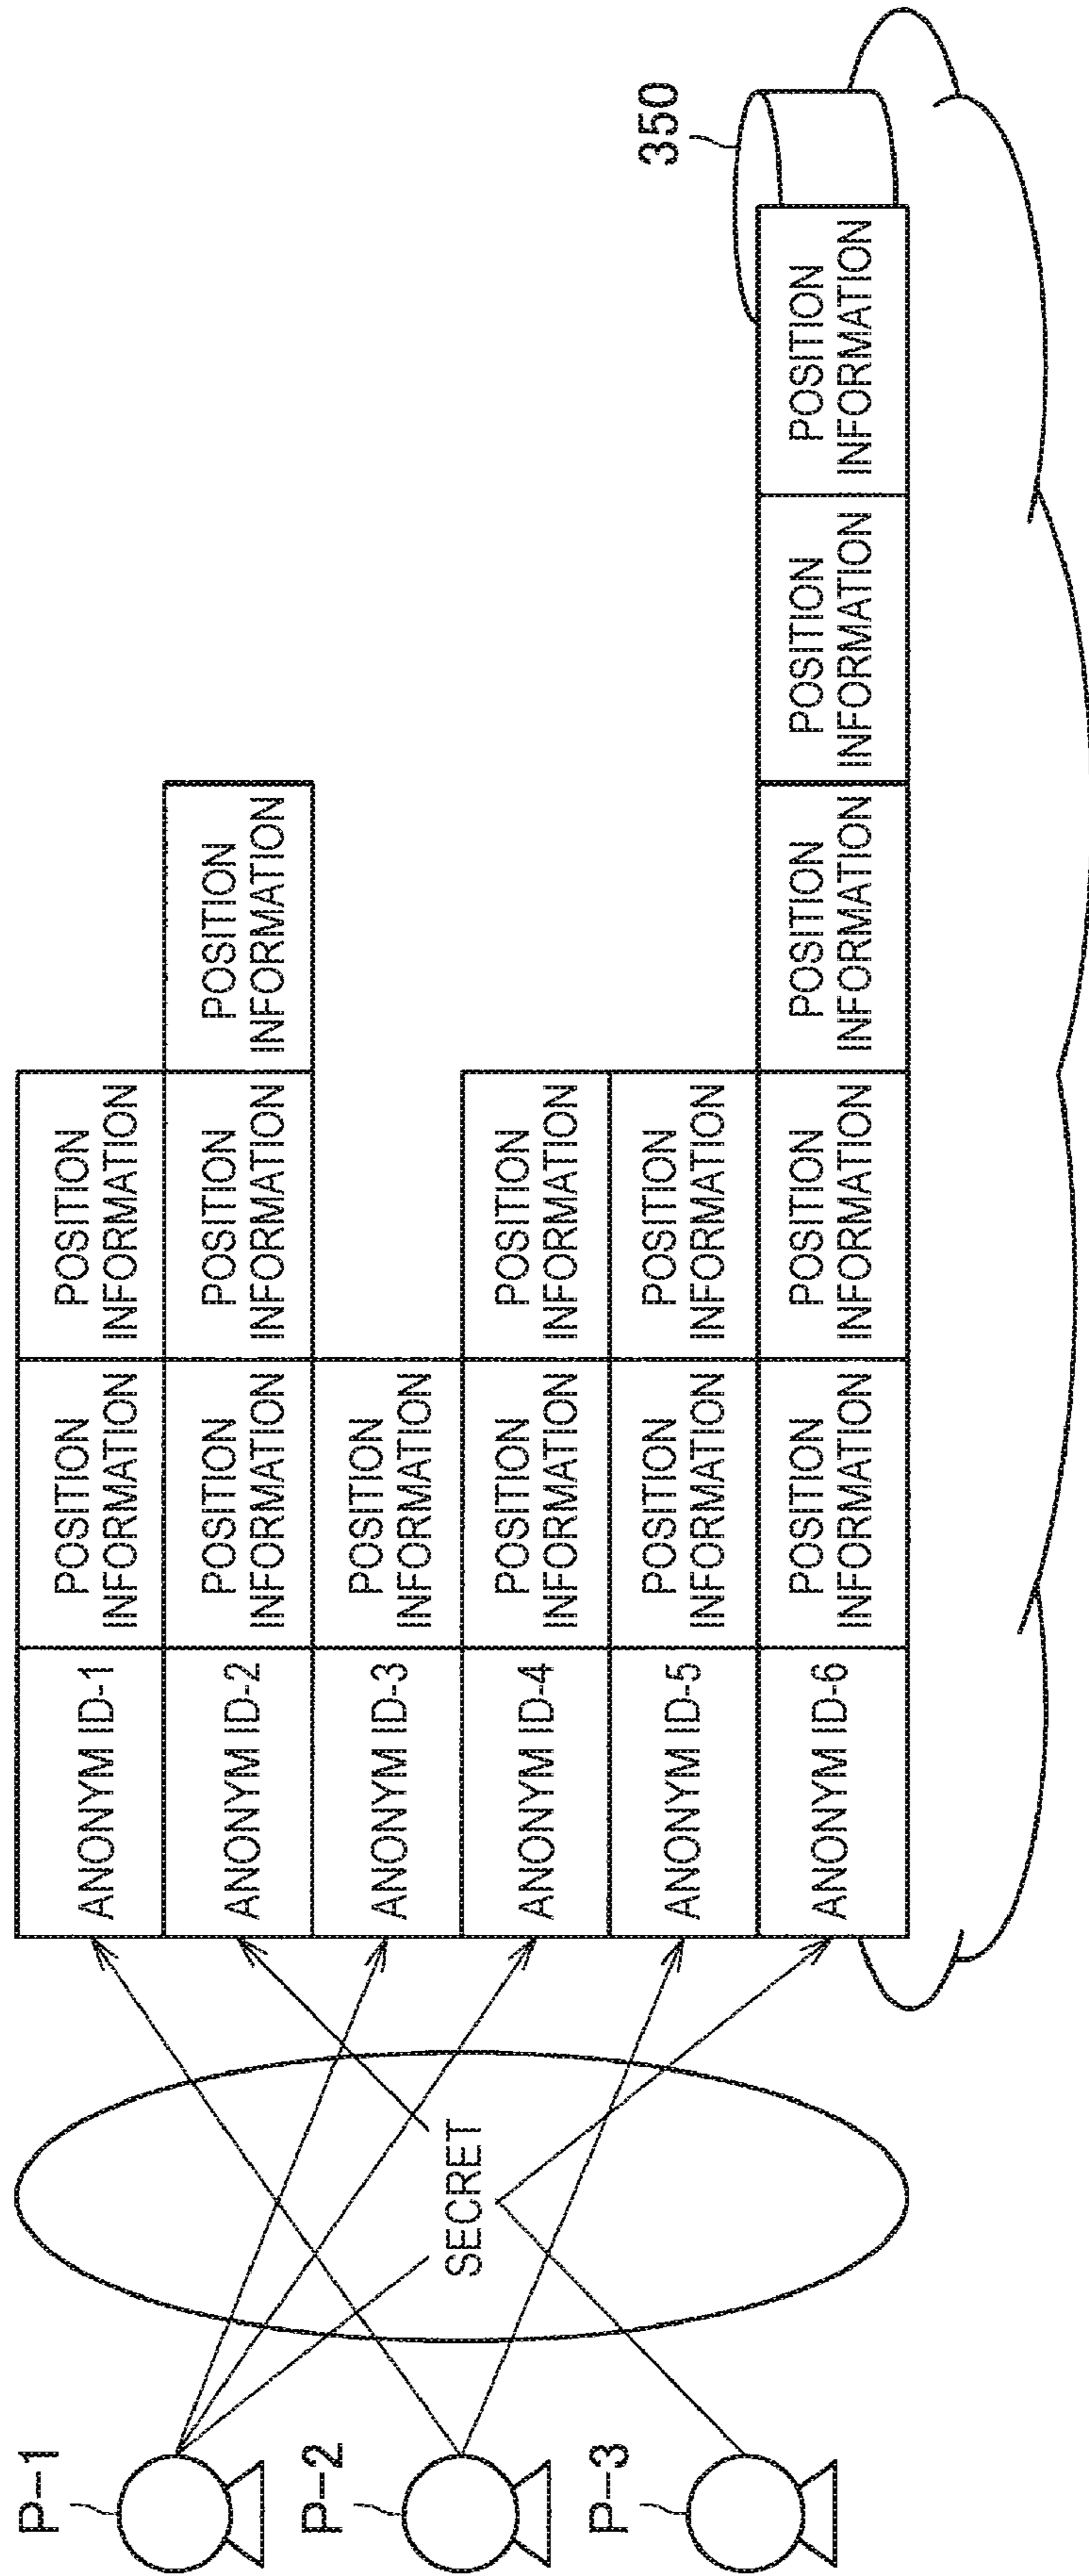 P-1
P-2
P-3
SECRET
ANONYM ID-1
POSITION
INFORMATION
POSITION
INFORMATION
ANONYM ID-2
POSITION
INFORMATION
POSITION
INFORMATION
POSITION
INFORMATION
ANONYM ID-3
POSITION
INFORMATION
ANONYM ID-4
POSITION
INFORMATION
POSITION
INFORMATION
ANONYM ID-5
POSITION
INFORMATION
POSITION
INFORMATION
ANONYM ID-6
POSITION
INFORMATION
POSITION
INFORMATION
POSITION
INFORMATION
POSITION
INFORMATION
POSITION
INFORMATION
350